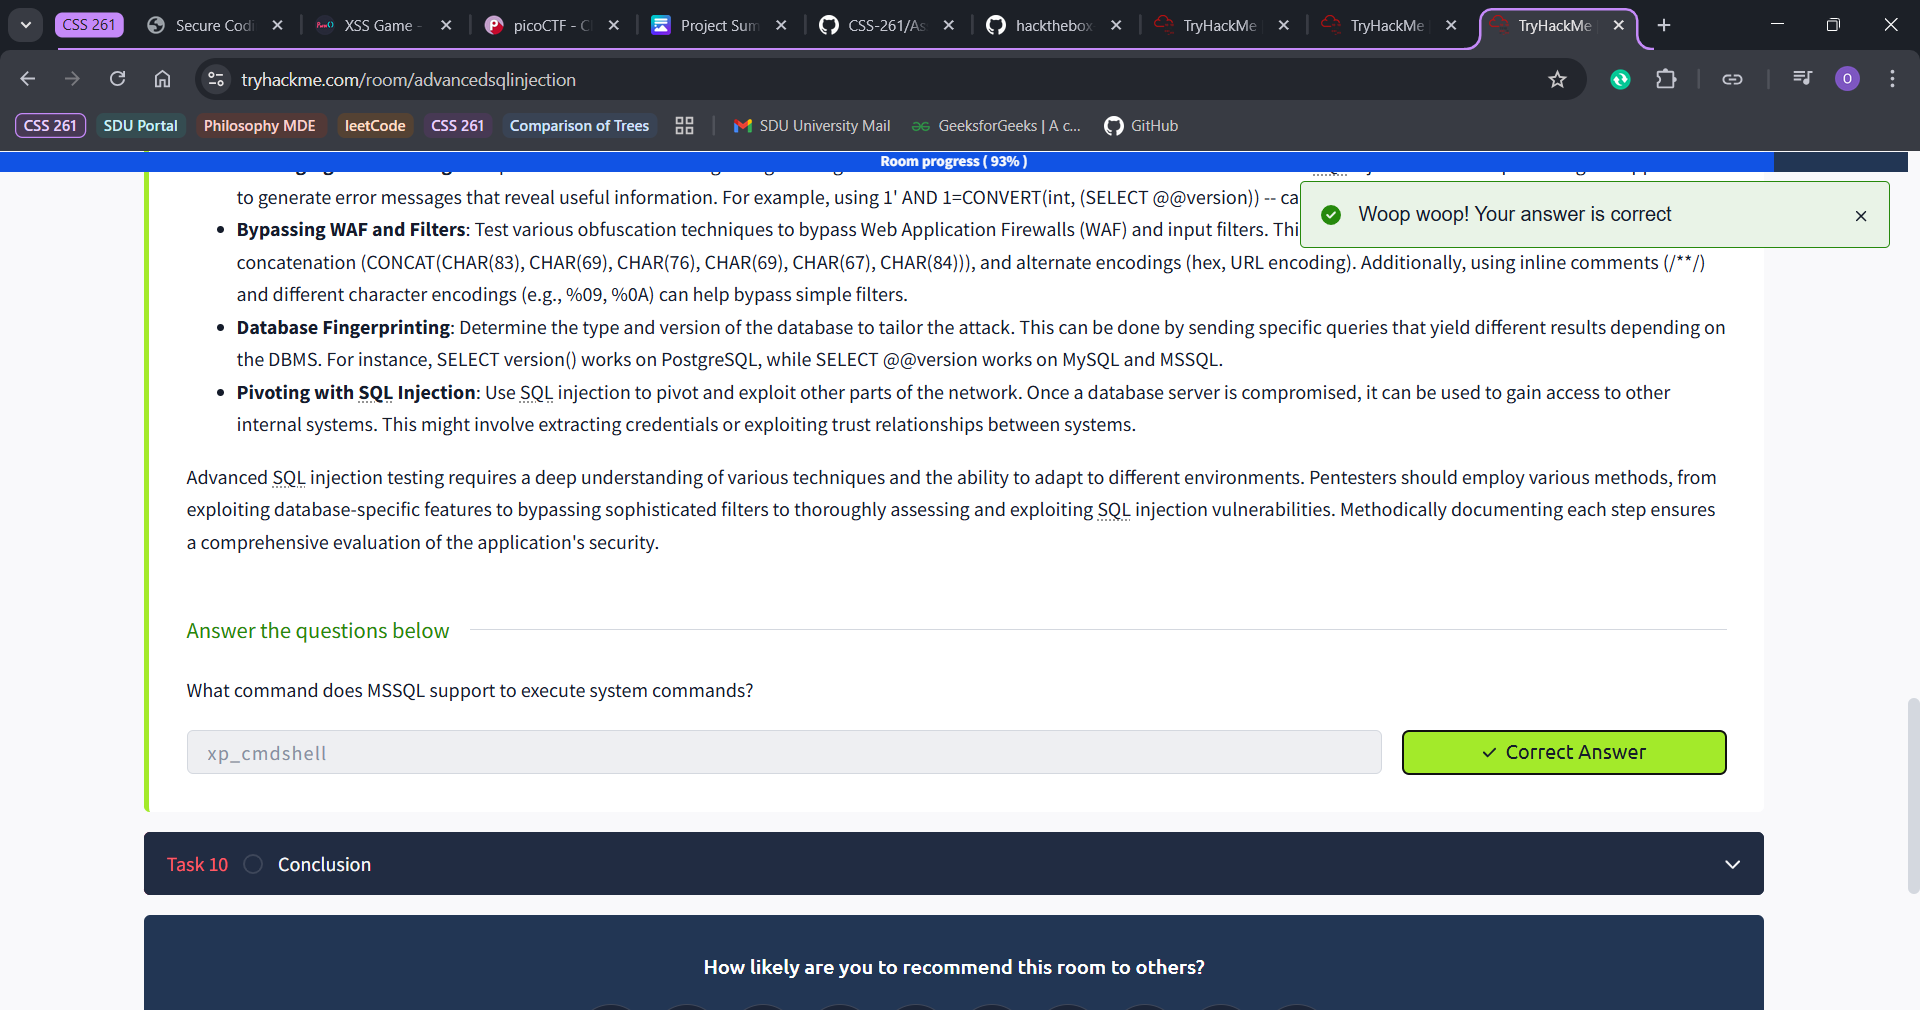 CSS 261
Secure Codi
XSS Game -
picoCTF - C
Project Sum
CSS-261/As
hackthebox
TryHackMe
TryHackMe
TryHackMe
tryhackme.com/room/advancedsqlinjection
O
CSS 261
SDU Portal
Philosophy MDE
leetCode
CSS 261
Comparison of Trees
SDU University Mail
GeeksforGeeks | A c...
GitHub
Room progress ( 93% )
to generate error messages that reveal useful information. For example, using 1' AND 1=CONVERT(int, (SELECT @@version)) -- ca
Woop woop! Your answer is correct
Bypassing WAF and Filters: Test various obfuscation techniques to bypass Web Application Firewalls (WAF) and input filters. Thi
concatenation (CONCAT(CHAR(83), CHAR(69), CHAR(76), CHAR(69), CHAR(67), CHAR(84))), and alternate encodings (hex, URL encoding). Additionally, using inline comments (/**/)
and different character encodings (e.g., %09, %0A) can help bypass simple filters.
Database Fingerprinting: Determine the type and version of the database to tailor the attack. This can be done by sending specific queries that yield different results depending on
the DBMS. For instance, SELECT version() works on PostgreSQL, while SELECT @@version works on MySQL and MSSQL.
Pivoting with SQL Injection: Use SQL injection to pivot and exploit other parts of the network. Once a database server is compromised, it can be used to gain access to other
internal systems. This might involve extracting credentials or exploiting trust relationships between systems.
Advanced SQL injection testing requires a deep understanding of various techniques and the ability to adapt to different environments. Pentesters should employ various methods, from
exploiting database-specific features to bypassing sophisticated filters to thoroughly assessing and exploiting SQL injection vulnerabilities. Methodically documenting each step ensures
a comprehensive evaluation of the application's security.
Answer the questions below
What command does MSSQL support to execute system commands?
xp_cmdshell
Correct Answer
Task 10
Conclusion
How likely are you to recommend this room to others?